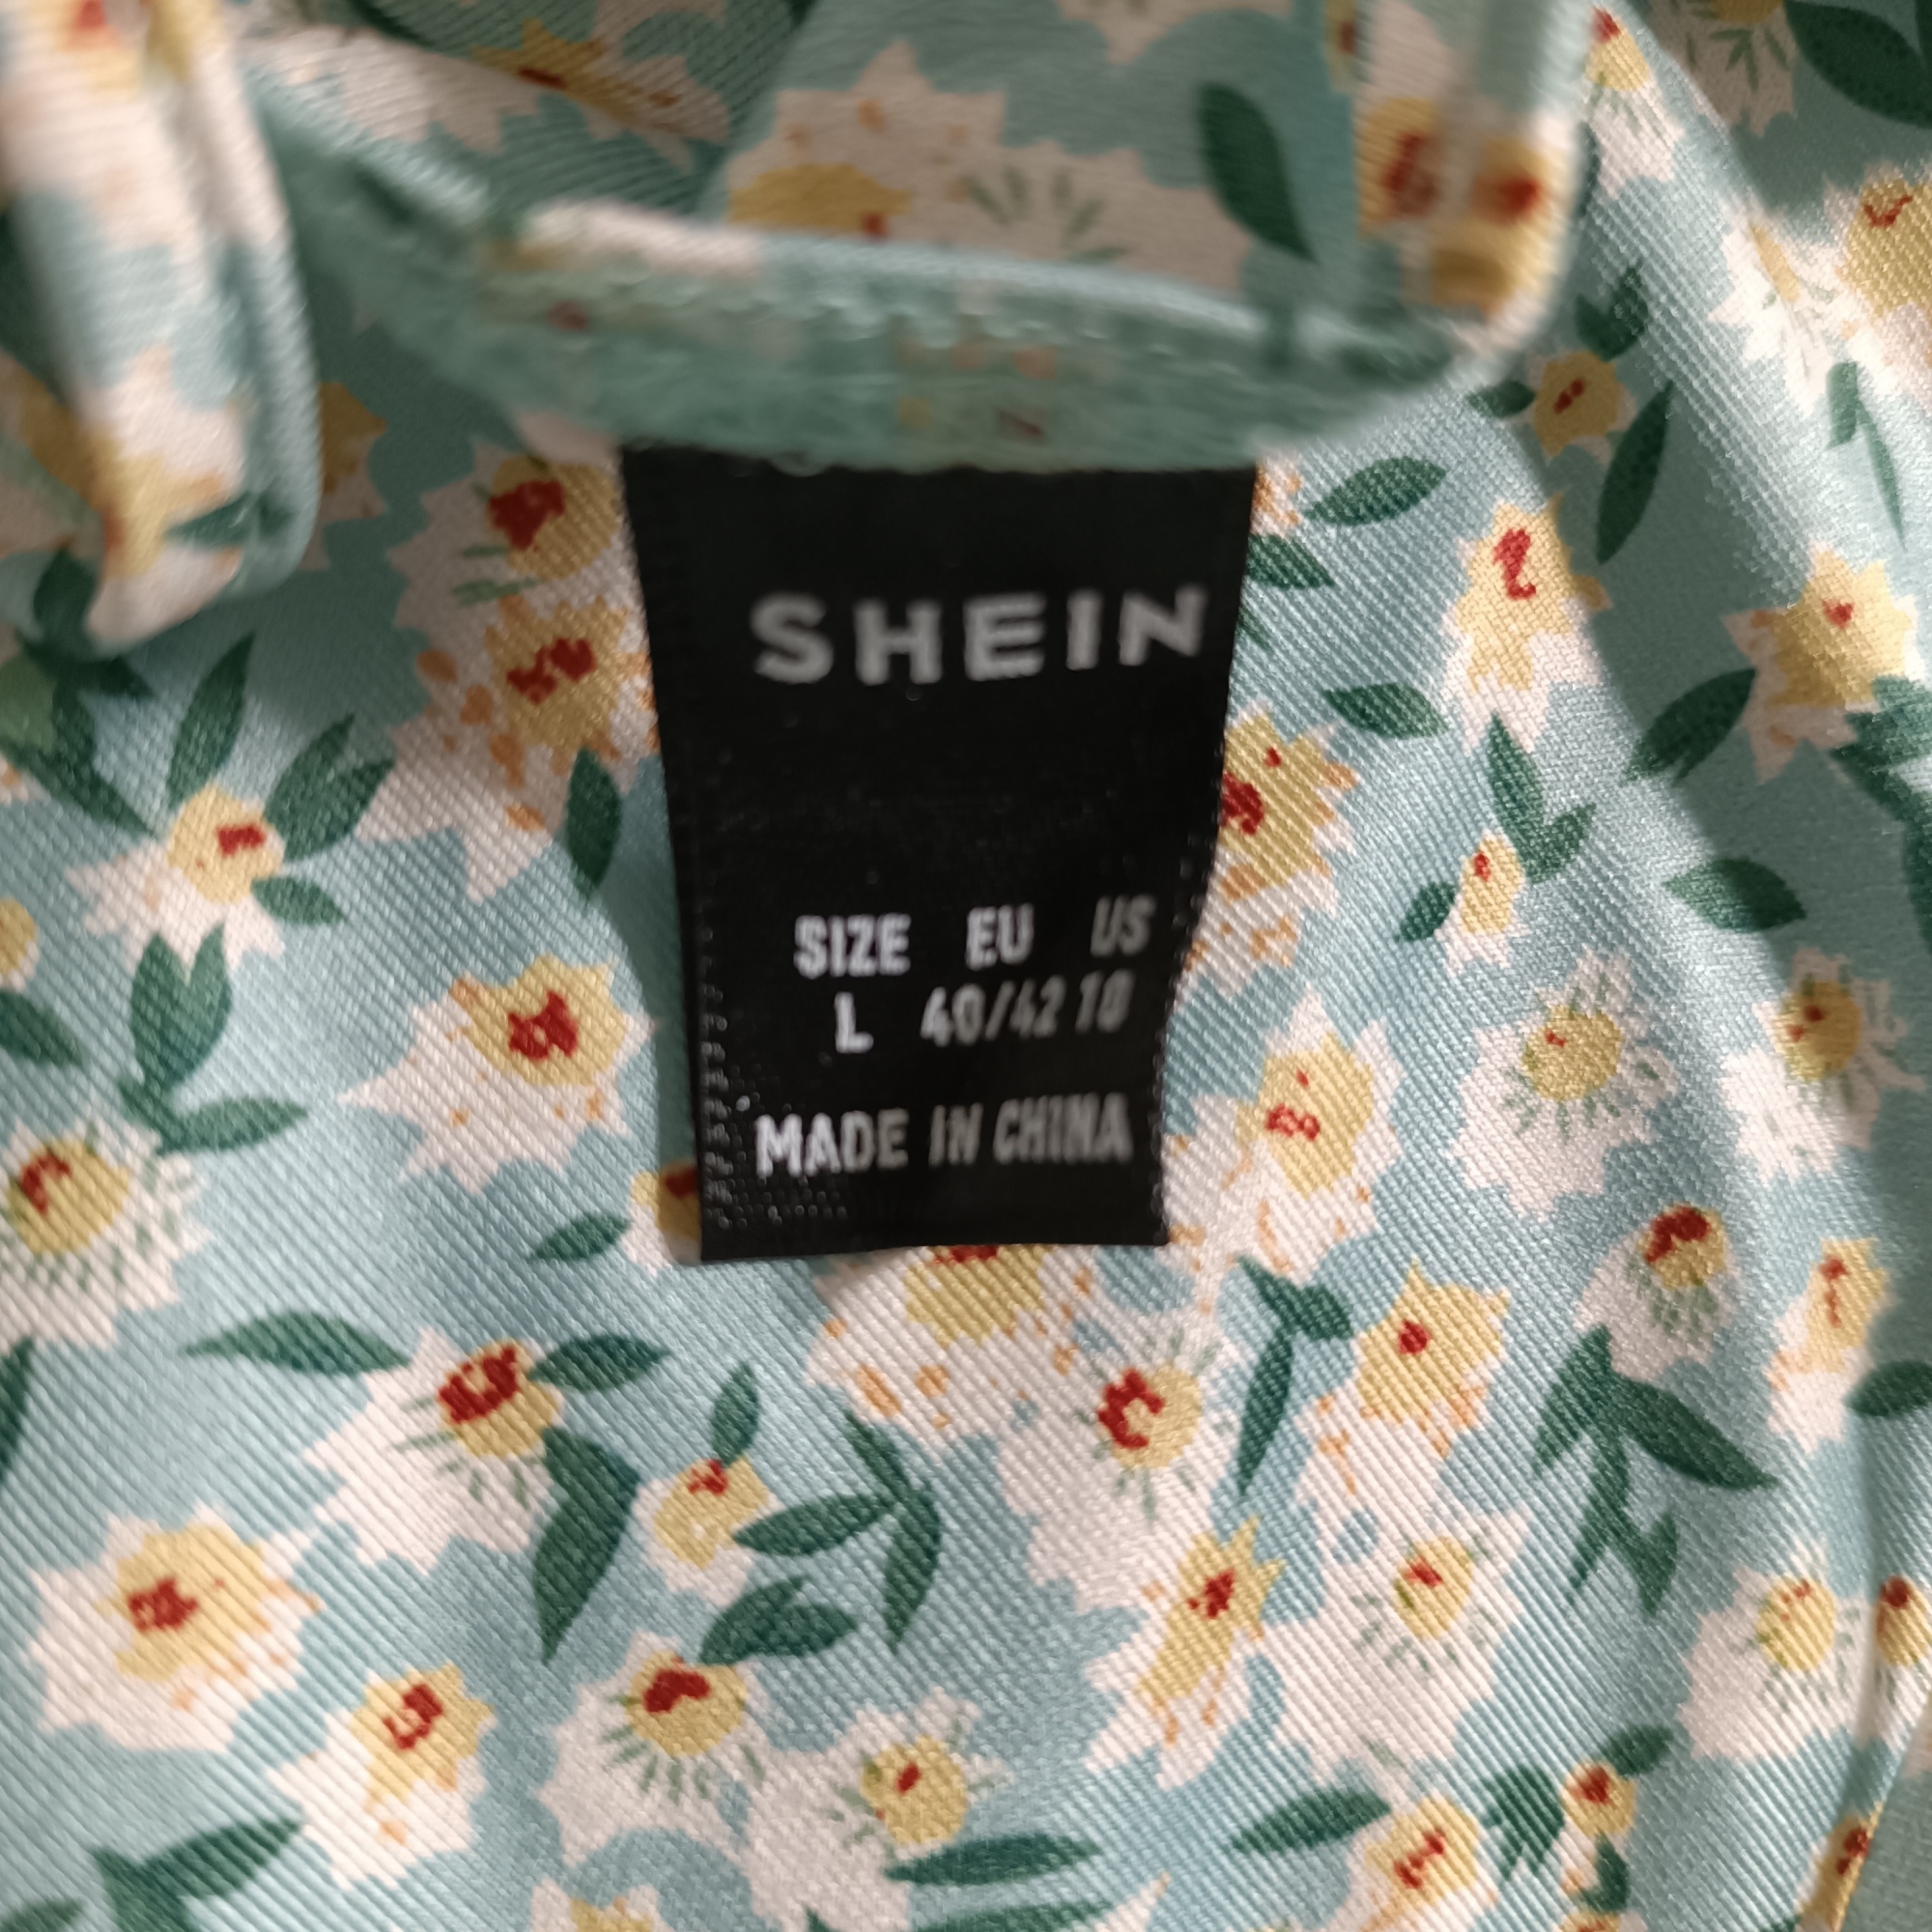 SHEIN
SIZE EU US
L 40/42 10
MADE IN CHINA